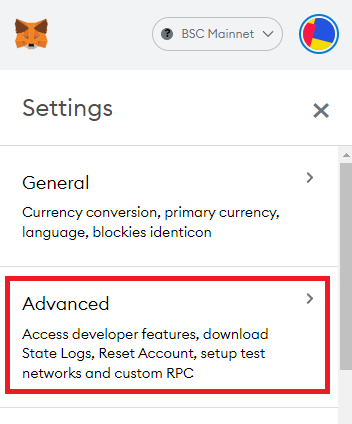 BSC Mainnet
Settings
General
Currency conversion, primary currency,
language, blockies identicon
Advanced
Access developer features, download
State Logs, Reset Account, setup test
networks and custom RPC